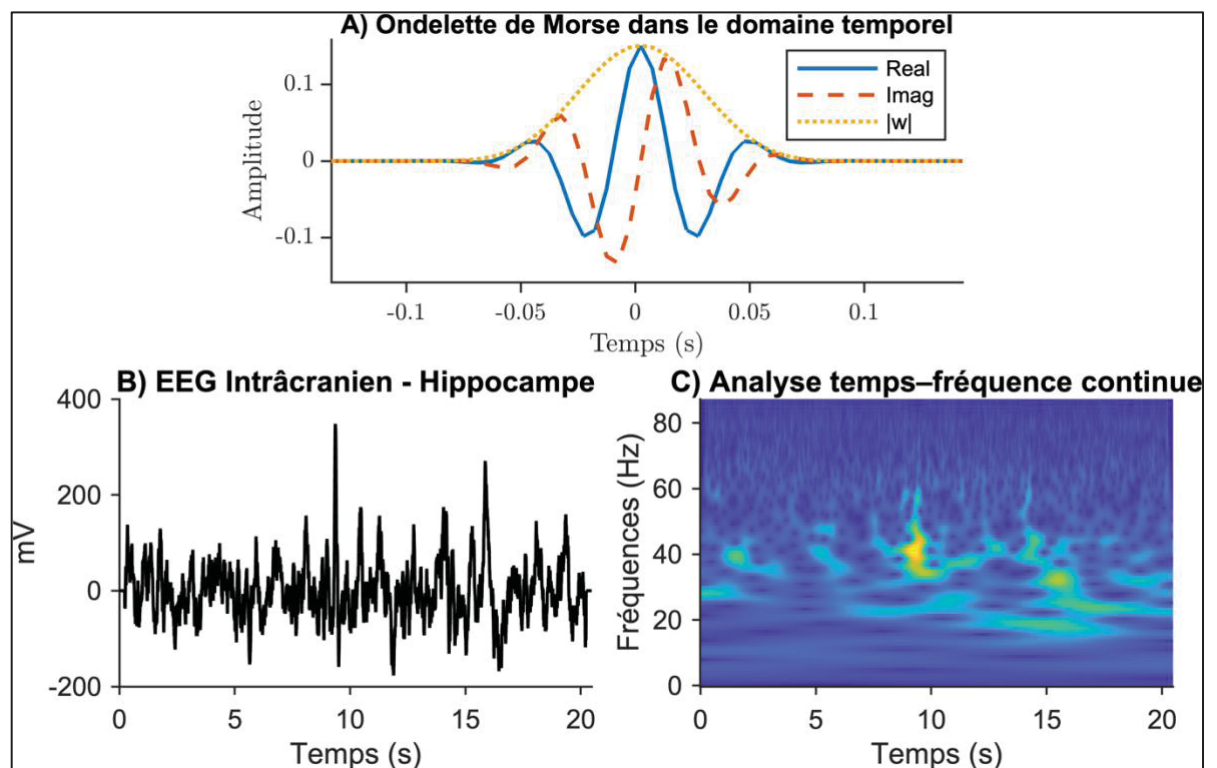 A) Ondelette de Morse dans le domaine temporel
Real
Imag
|w|
Amplitude
0.1
0
-0.1
-0.1
-0.05
0
0.05
0.1
Temps (s)
B) EEG Intrâcranien - Hippocampe
mV
400
200
0
-200
0
5
10
15
20
Temps (s)
C) Analyse temps–fréquence continue
Fréquences (Hz)
80
60
40
20
0
0
5
10
15
20
Temps (s)